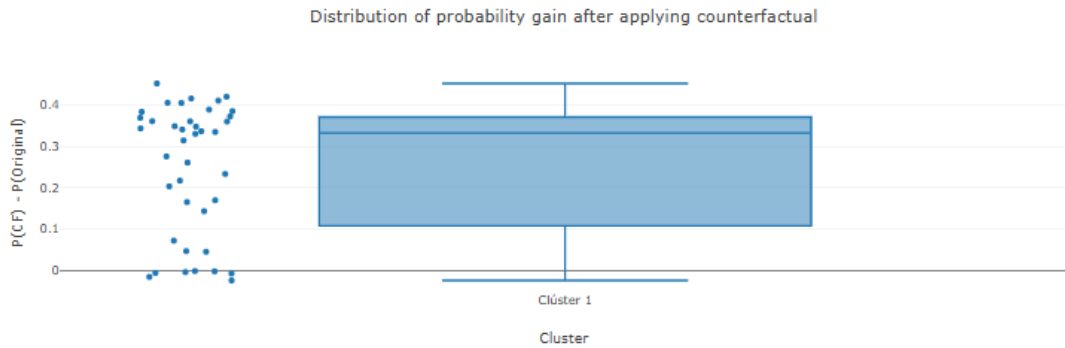 Distribution of probability gain after applying counterfactual
P(CF) - P(Original)
0.4
0.3
0.2
0.1
0
Clúster 1
Cluster